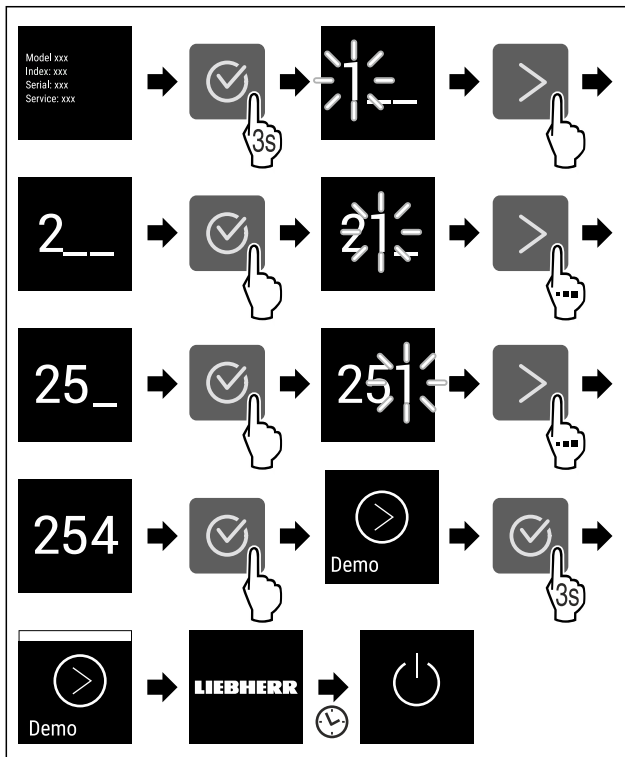 Model xxx
Index: xxx
Serial: xxx
Service: xxx
3s
1__
2__
21_
25_
251
254
Demo
3s
Demo
LIEBHERR